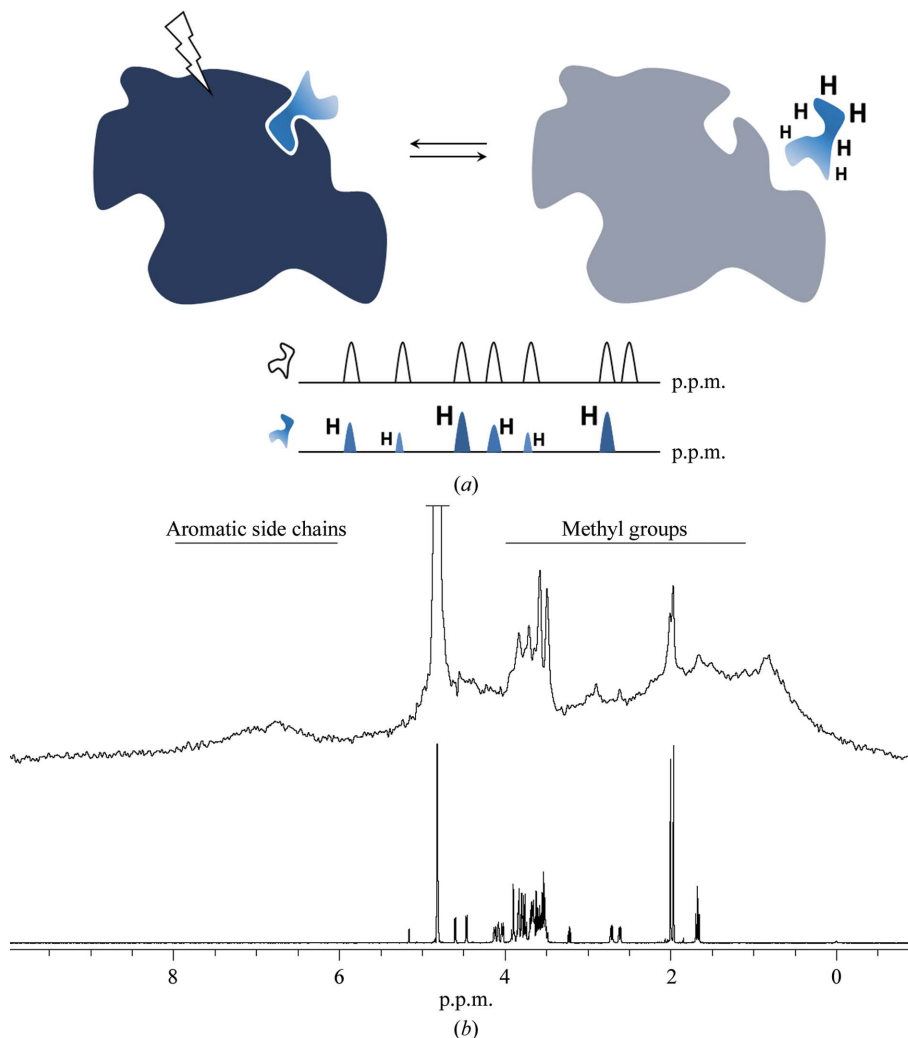 H
H H
H H
H
p.p.m.
H H H H H H
p.p.m.
(a)
Aromatic side chains Methyl groups
8 6 4 2 0
p.p.m.
(b)